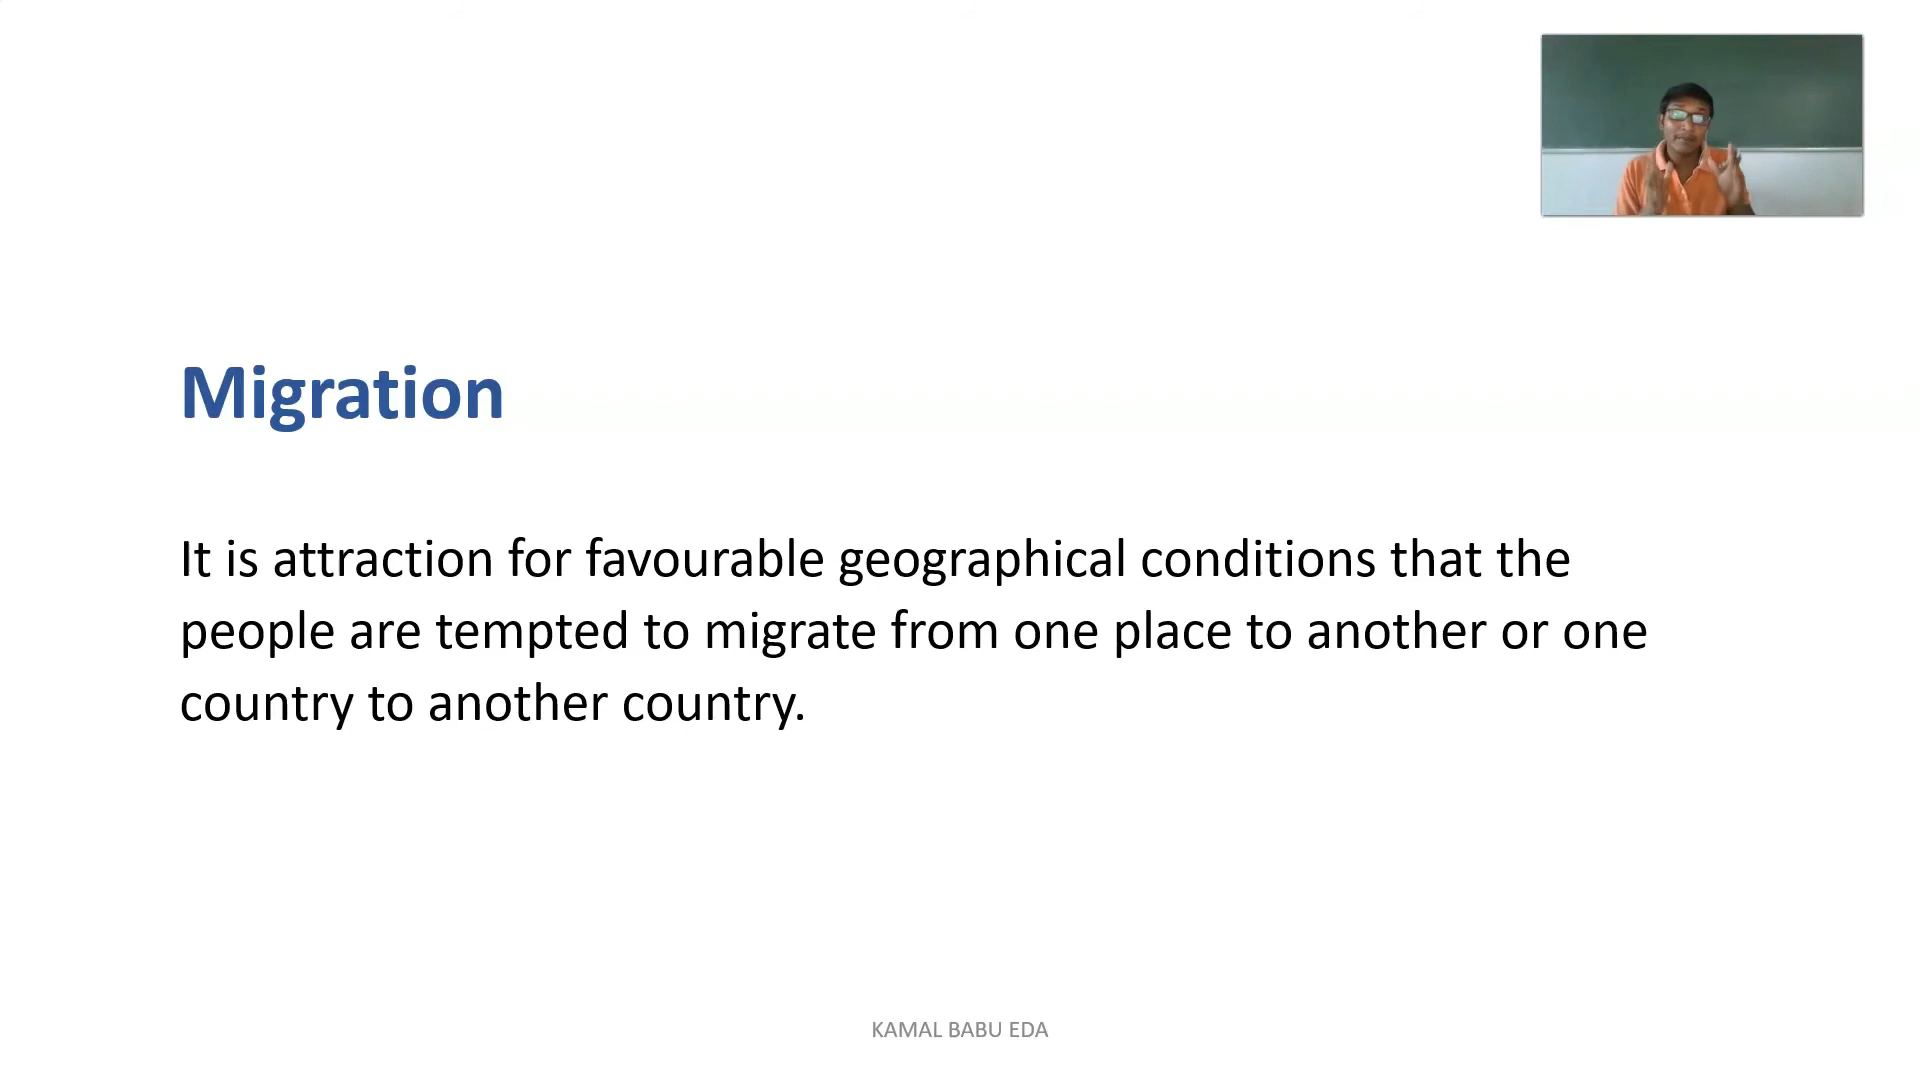 Migration
It is attraction for favourable geographical conditions that the
people are tempted to migrate from one place to another or one
country to another country.
KAMAL BABU EDA